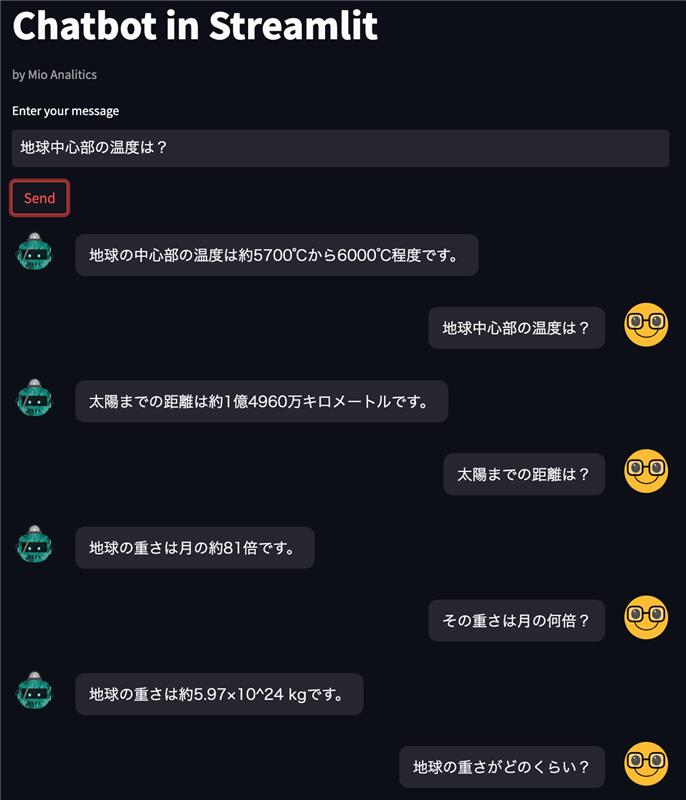 Chatbot in Streamlit
by Mio Analitics
Enter your message
地球中心部の温度は？
Send
地球の中心部の温度は約5700℃から6000℃程度です。
地球中心部の温度は？
太陽までの距離は約1億4960万キロメートルです。
太陽までの距離は？
地球の重さは月の約81倍です。
その重さは月の何倍？
地球の重さは約5.97×10^24 kgです。
地球の重さがどのくらい？